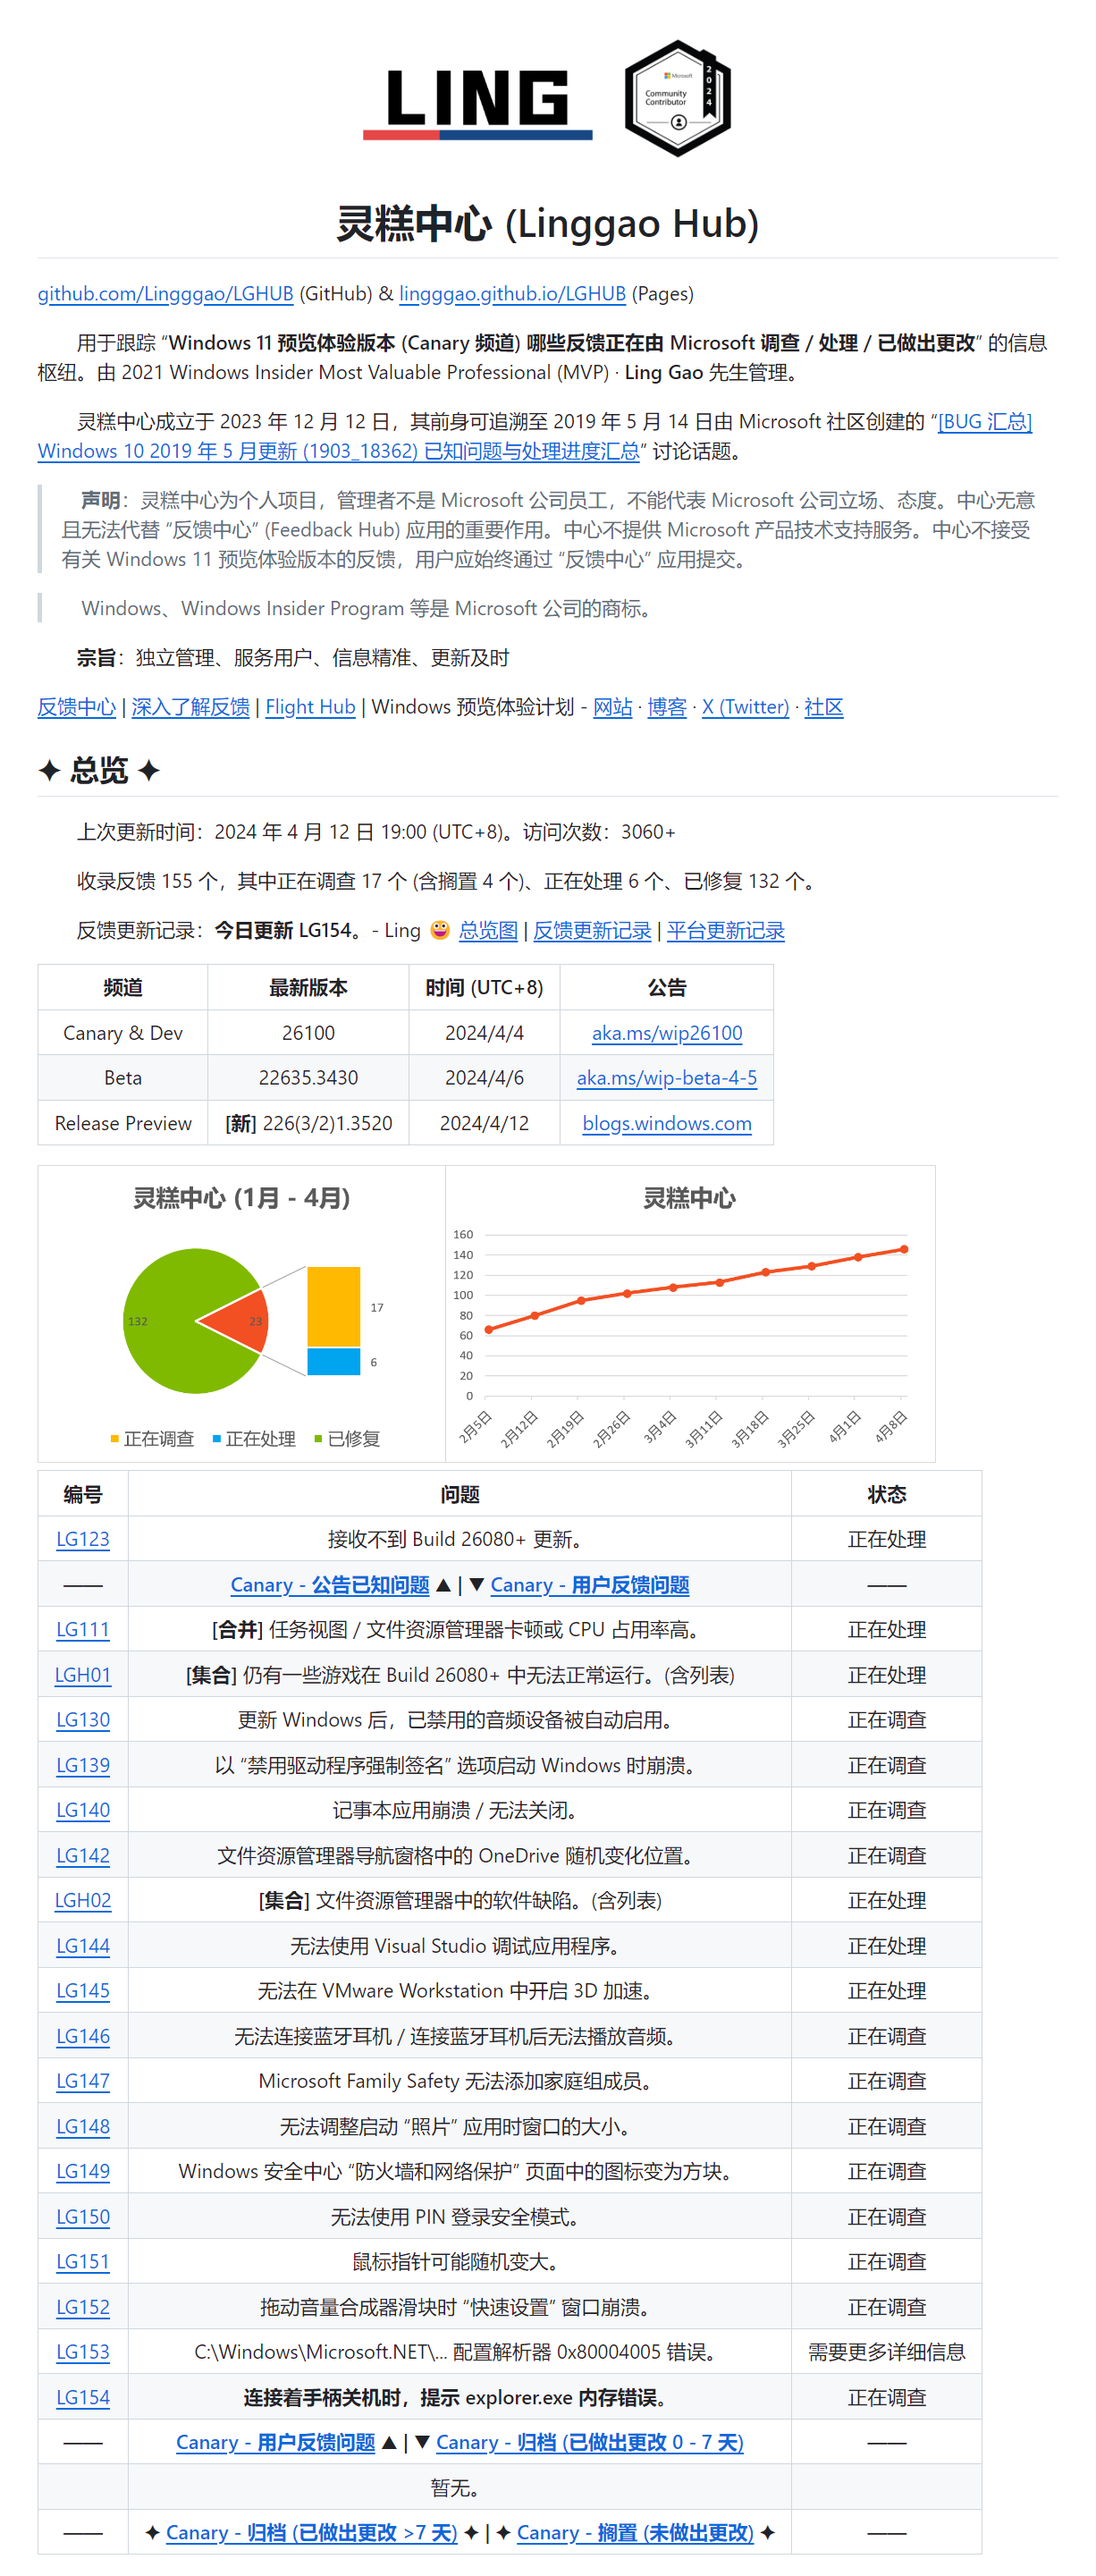 LING
Microsoft
Community
Contributor
2024
灵糕中心 (Linggao Hub)
github.com/Lingggao/LGHUB (GitHub) & lingggao.github.io/LGHUB (Pages)
用于跟踪 “Windows 11 预览体验版本 (Canary 频道) 哪些反馈正在由 Microsoft 调查 / 处理 / 已做出更改” 的信息
枢纽。由 2021 Windows Insider Most Valuable Professional (MVP) · Ling Gao 先生管理。
灵糕中心成立于 2023 年 12 月 12 日，其前身可追溯至 2019 年 5 月 14 日由 Microsoft 社区创建的 “[BUG 汇总]
Windows 10 2019 年 5 月更新 (1903_18362) 已知问题与处理进度汇总” 讨论话题。
声明：灵糕中心为个人项目，管理者不是 Microsoft 公司员工，不能代表 Microsoft 公司立场、态度。中心无意
且无法代替 “反馈中心” (Feedback Hub) 应用的重要作用。中心不提供 Microsoft 产品技术支持服务。中心不接受
有关 Windows 11 预览体验版本的反馈，用户应始终通过 “反馈中心” 应用提交。
Windows、Windows Insider Program 等是 Microsoft 公司的商标。
宗旨：独立管理、服务用户、信息精准、更新及时
反馈中心 | 深入了解反馈 | Flight Hub | Windows 预览体验计划 - 网站 · 博客 · X (Twitter) · 社区
✦ 总览 ✦
上次更新时间：2024 年 4 月 12 日 19:00 (UTC+8)。访问次数：3060+
收录反馈 155 个，其中正在调查 17 个 (含搁置 4 个)、正在处理 6 个、已修复 132 个。
反馈更新记录：今日更新 LG154。- Ling 😀 总览图 | 反馈更新记录 | 平台更新记录
频道 最新版本 时间 (UTC+8) 公告
Canary & Dev 26100 2024/4/4 aka.ms/wip26100
Beta 22635.3430 2024/4/6 aka.ms/wip-beta-4-5
Release Preview [新] 226(3/2)1.3520 2024/4/12 blogs.windows.com
灵糕中心 (1月 - 4月)
132
23
17
6
正在调查 正在处理 已修复
灵糕中心
160
140
120
100
80
60
40
20
0
2月5日 2月12日 2月19日 2月26日 3月4日 3月11日 3月18日 3月25日 4月1日 4月8日
编号 问题 状态
LG123 接收不到 Build 26080+ 更新。 正在处理
—— Canary - 公告已知问题 ▲ | ▼ Canary - 用户反馈问题 ——
LG111 [合并] 任务视图 / 文件资源管理器卡顿或 CPU 占用率高。 正在处理
LGH01 [集合] 仍有一些游戏在 Build 26080+ 中无法正常运行。(含列表) 正在处理
LG130 更新 Windows 后，已禁用的音频设备被自动启用。 正在调查
LG139 以 “禁用驱动程序强制签名” 选项启动 Windows 时崩溃。 正在调查
LG140 记事本应用崩溃 / 无法关闭。 正在调查
LG142 文件资源管理器导航窗格中的 OneDrive 随机变化位置。 正在调查
LGH02 [集合] 文件资源管理器中的软件缺陷。(含列表) 正在处理
LG144 无法使用 Visual Studio 调试应用程序。 正在处理
LG145 无法在 VMware Workstation 中开启 3D 加速。 正在处理
LG146 无法连接蓝牙耳机 / 连接蓝牙耳机后无法播放音频。 正在调查
LG147 Microsoft Family Safety 无法添加家庭组成员。 正在调查
LG148 无法调整启动 “照片” 应用时窗口的大小。 正在调查
LG149 Windows 安全中心 “防火墙和网络保护” 页面中的图标变为方块。 正在调查
LG150 无法使用 PIN 登录安全模式。 正在调查
LG151 鼠标指针可能随机变大。 正在调查
LG152 拖动音量合成器滑块时 “快速设置” 窗口崩溃。 正在调查
LG153 C:\Windows\Microsoft.NET\... 配置解析器 0x80004005 错误。 需要更多详细信息
LG154 连接着手柄关机时，提示 explorer.exe 内存错误。 正在调查
—— Canary - 用户反馈问题 ▲ | ▼ Canary - 归档 (已做出更改 0 - 7 天) ——
暂无。
—— ✦ Canary - 归档 (已做出更改 >7 天) ✦ | ✦ Canary - 搁置 (未做出更改) ✦ ——